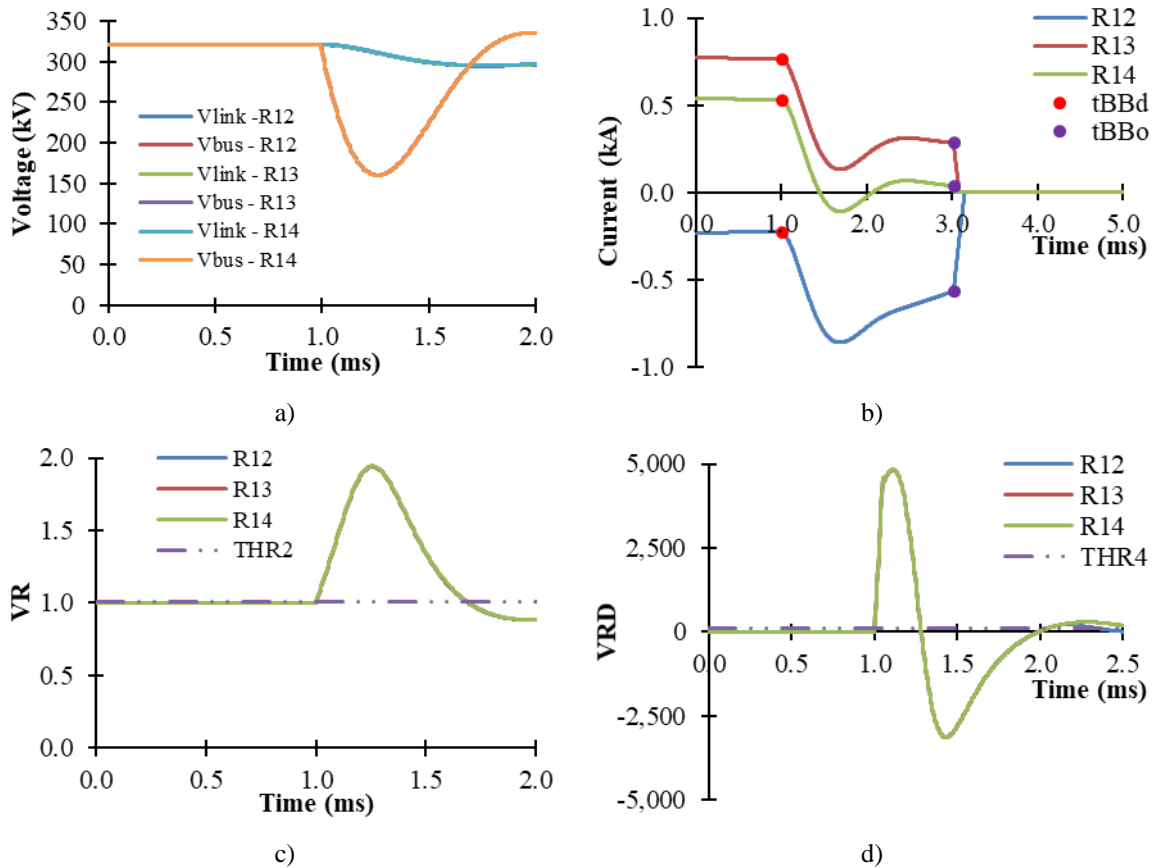 350
300
250
200
150
100
50
0
Voltage (kV)
Vlink -R12
Vbus - R12
Vlink - R13
Vbus - R13
Vlink - R14
Vbus - R14
0.0 0.5 1.0 1.5 2.0
Time (ms)
a)
1.0
0.5
0.0
-0.5
-1.0
Current (kA)
R12
R13
R14
tBBd
tBBo
0.0 1.0 2.0 3.0 4.0 5.0
Time (ms)
b)
2.0
1.5
1.0
0.5
0.0
VR
R12
R13
R14
THR2
0.0 0.5 1.0 1.5 2.0
Time (ms)
c)
5,000
2,500
0
-2,500
-5,000
VRD
R12
R13
R14
THR4
0.0 0.5 1.0 1.5 2.0 2.5
Time (ms)
d)